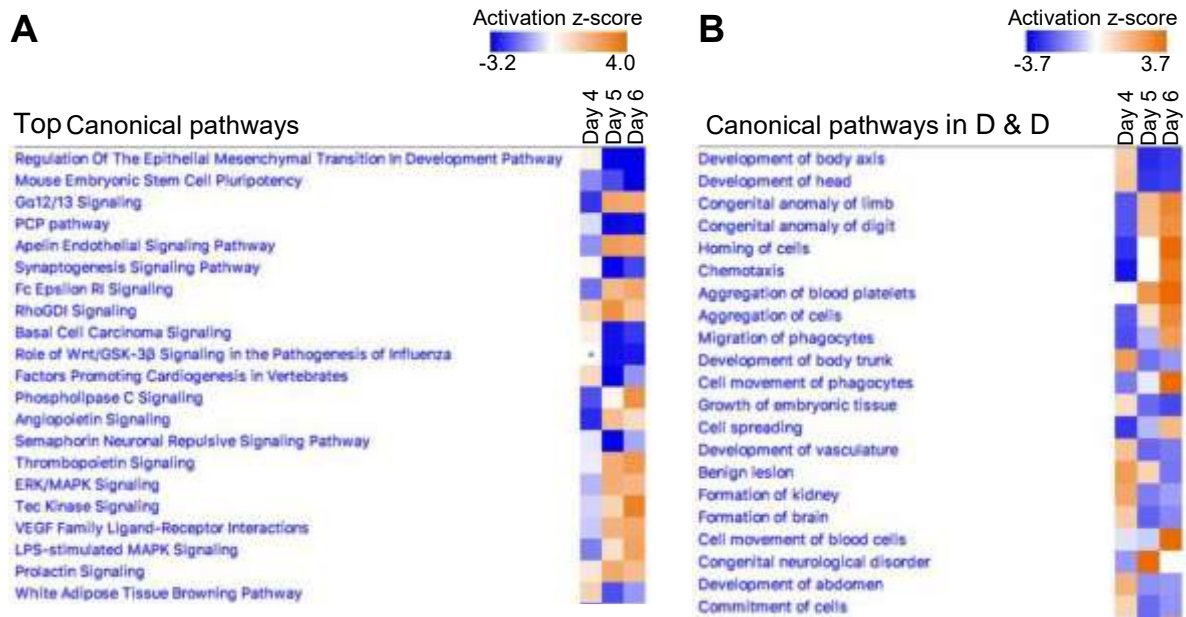 A
Activation z-score
-3.2 4.0
Day 4 Day 5 Day 6
Top Canonical pathways
Regulation Of The Epithelial Mesenchymal Transition In Development Pathway
Mouse Embryonic Stem Cell Pluripotency
Gα12/13 Signaling
PCP pathway
Apelin Endothelial Signaling Pathway
Synaptogenesis Signaling Pathway
Fc Epsilon RI Signaling
RhoGDI Signaling
Basal Cell Carcinoma Signaling
Role of Wnt/GSK-3β Signaling in the Pathogenesis of Influenza
Factors Promoting Cardiogenesis in Vertebrates
Phospholipase C Signaling
Angiopoietin Signaling
Semaphorin Neuronal Repulsive Signaling Pathway
Thrombopoietin Signaling
ERK/MAPK Signaling
Tec Kinase Signaling
VEGF Family Ligand-Receptor Interactions
LPS-stimulated MAPK Signaling
Prolactin Signaling
White Adipose Tissue Browning Pathway
B
Activation z-score
-3.7 3.7
Day 4 Day 5 Day 6
Canonical pathways in D & D
Development of body axis
Development of head
Congenital anomaly of limb
Congenital anomaly of digit
Homing of cells
Chemotaxis
Aggregation of blood platelets
Aggregation of cells
Migration of phagocytes
Development of body trunk
Cell movement of phagocytes
Growth of embryonic tissue
Cell spreading
Development of vasculature
Benign lesion
Formation of kidney
Formation of brain
Cell movement of blood cells
Congenital neurological disorder
Development of abdomen
Commitment of cells